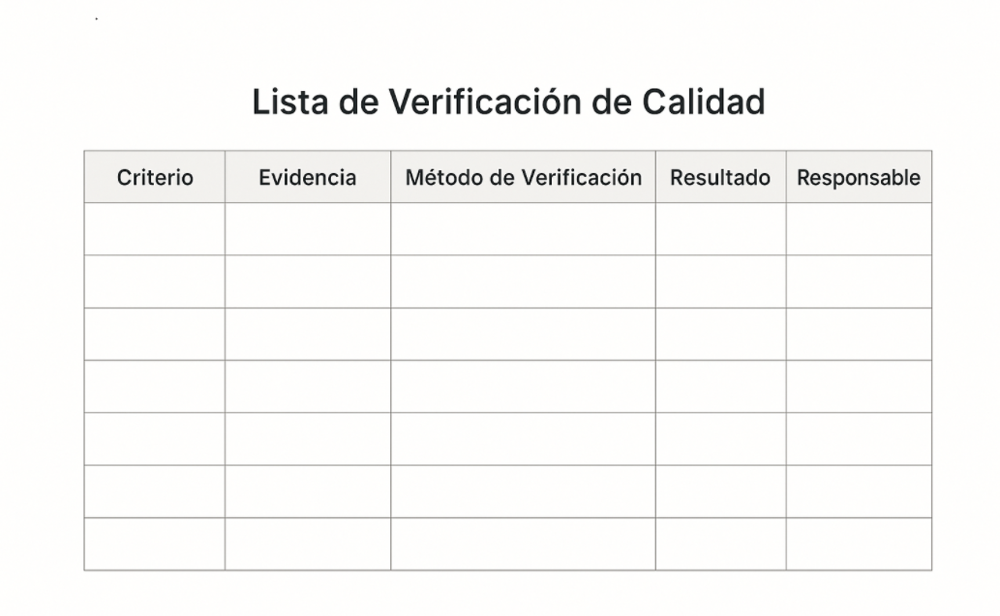 Lista de Verificación de Calidad
Criterio Evidencia Método de Verificación Resultado Responsable